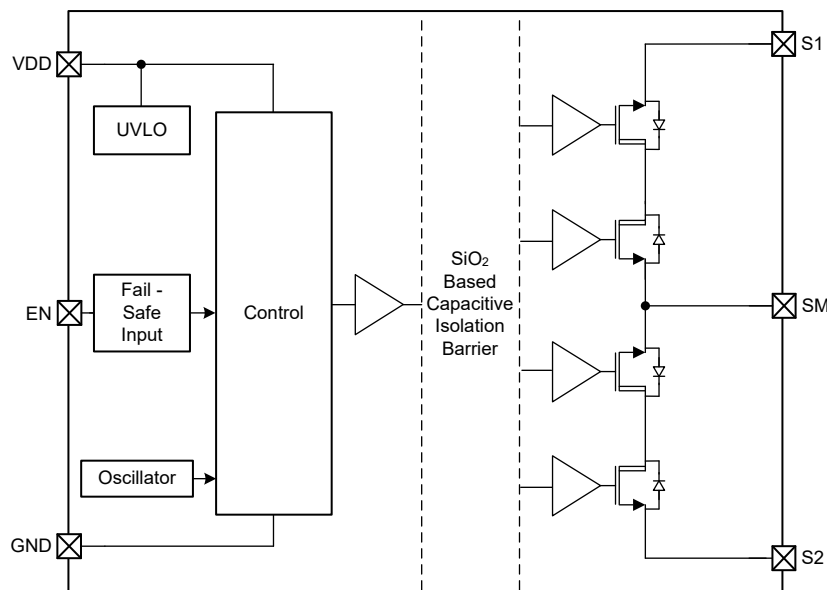 VDD
UVLO
EN
Fail -
Safe
Input
Control
Oscillator
GND
SiO₂
Based
Capacitive
Isolation
Barrier
S1
SM
S2